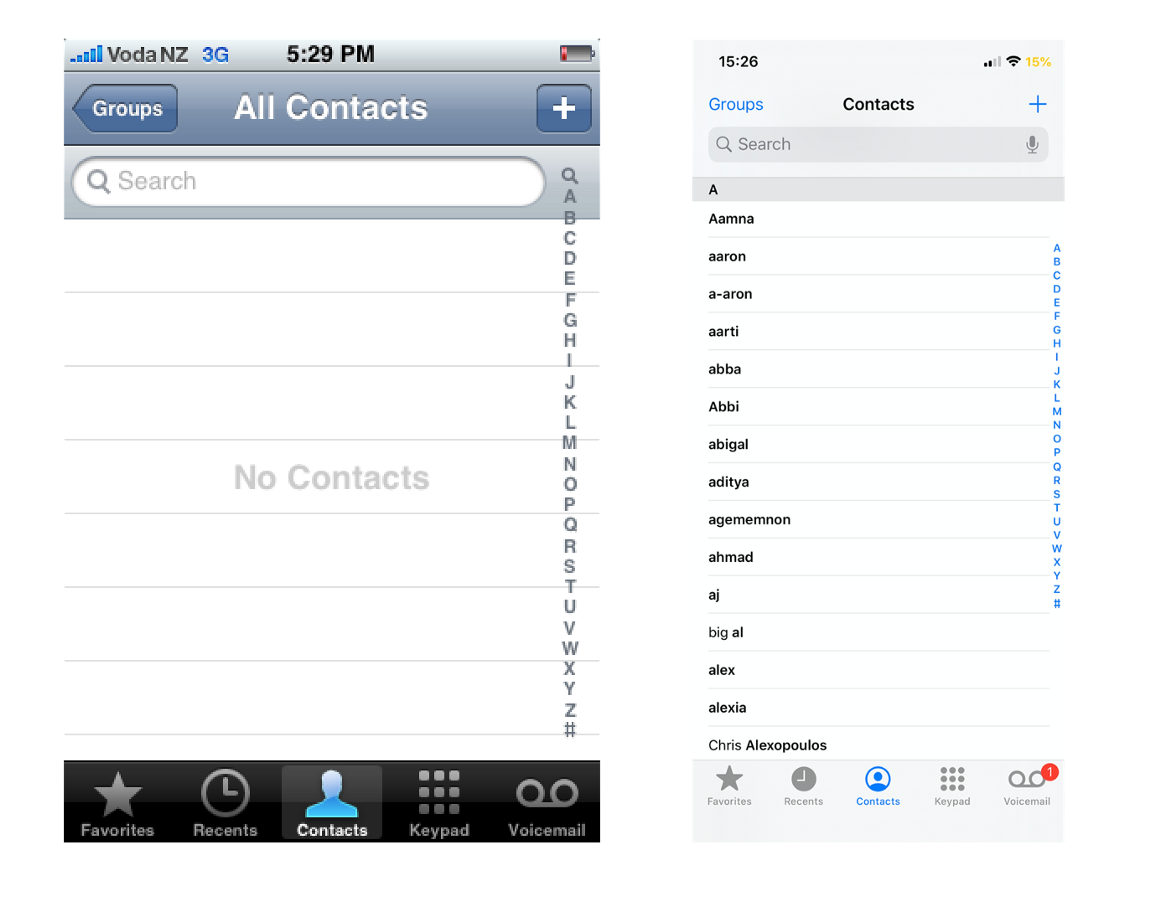 Voda NZ 3G 5:29 PM
Groups All Contacts +
Search
A
B
C
D
E
F
G
H
I
J
K
L
M
N
O
P
Q
R
S
T
U
V
W
X
Y
Z
#
No Contacts
Favorites Recents Contacts Keypad Voicemail
15:26 15%
Groups Contacts +
Search
A
Aamna
aaron
a-aron
aarti
abba
Abbi
abigal
aditya
agememnon
ahmad
aj
big al
alex
alexia
Chris Alexopoulos
A
B
C
D
E
F
G
H
I
J
K
L
M
N
O
P
Q
R
S
T
U
V
W
X
Y
Z
#
1
Favorites Recents Contacts Keypad Voicemail